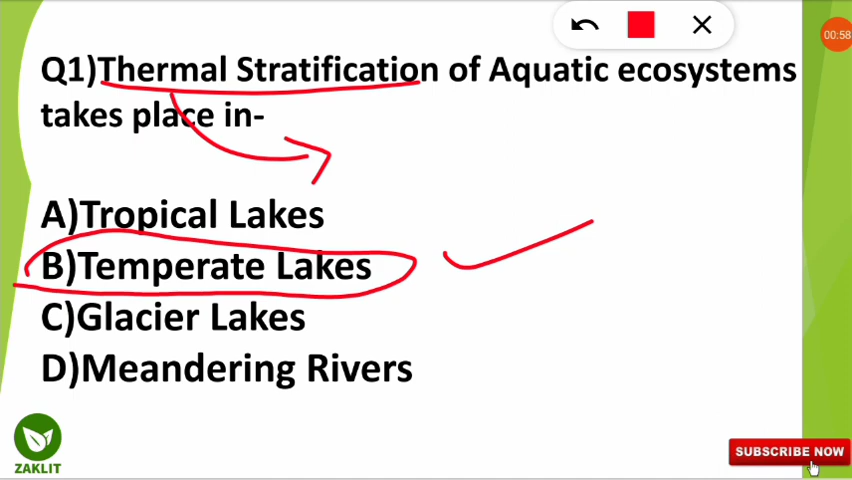 00:58
Q1)Thermal Stratification of Aquatic ecosystems
takes place in-
A)Tropical Lakes
B)Temperate Lakes
C)Glacier Lakes
D)Meandering Rivers
ZAKLIT
SUBSCRIBE NOW